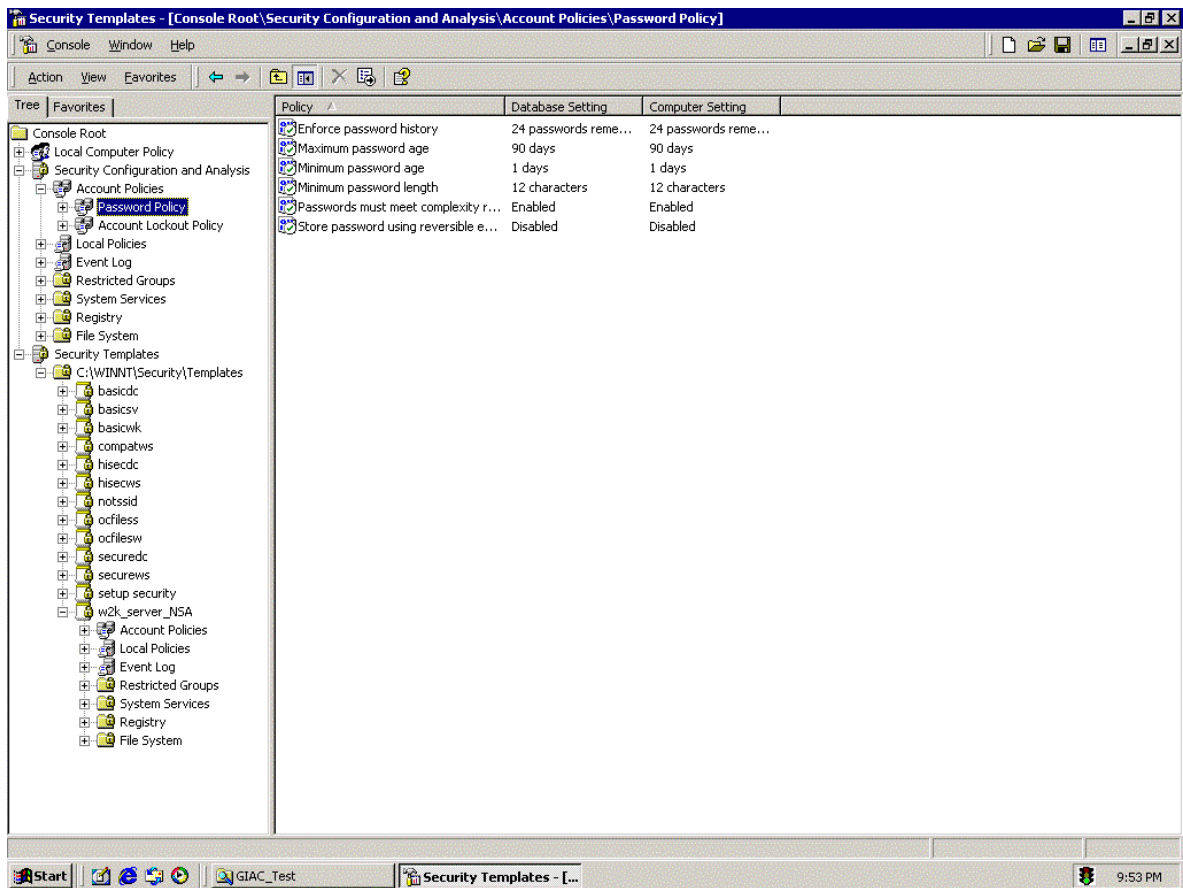 Security Templates - [Console Root\Security Configuration and Analysis\Account Policies\Password Policy]
Console Window Help
Action View Favorites
Tree Favorites
Console Root
Local Computer Policy
Security Configuration and Analysis
Account Policies
Password Policy
Account Lockout Policy
Local Policies
Event Log
Restricted Groups
System Services
Registry
File System
Security Templates
C:\WINNT\Security\Templates
basicdc
basicsv
basicwk
compatws
hisecdc
hisecws
notssid
ocfiless
ocfilesw
securedc
securews
setup security
w2k_server_NSA
Account Policies
Local Policies
Event Log
Restricted Groups
System Services
Registry
File System
Policy Database Setting Computer Setting
Enforce password history 24 passwords reme... 24 passwords reme...
Maximum password age 90 days 90 days
Minimum password age 1 days 1 days
Minimum password length 12 characters 12 characters
Passwords must meet complexity r... Enabled Enabled
Store password using reversible e... Disabled Disabled
Start GIAC_Test Security Templates - [... 9:53 PM